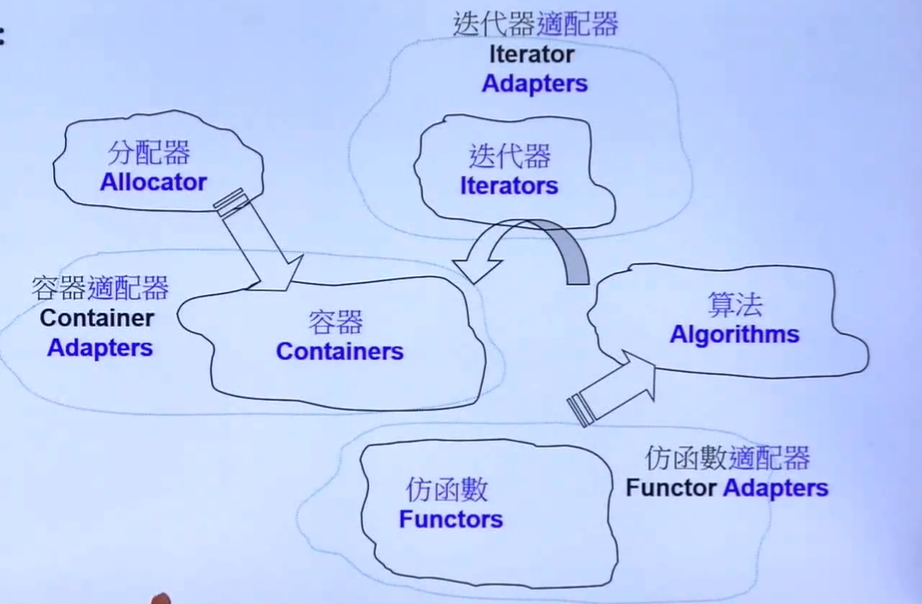 :
迭代器適配器
Iterator
Adapters
分配器
Allocator
迭代器
Iterators
容器適配器
Container
Adapters
容器
Containers
算法
Algorithms
仿函數
Functors
仿函數適配器
Functor Adapters